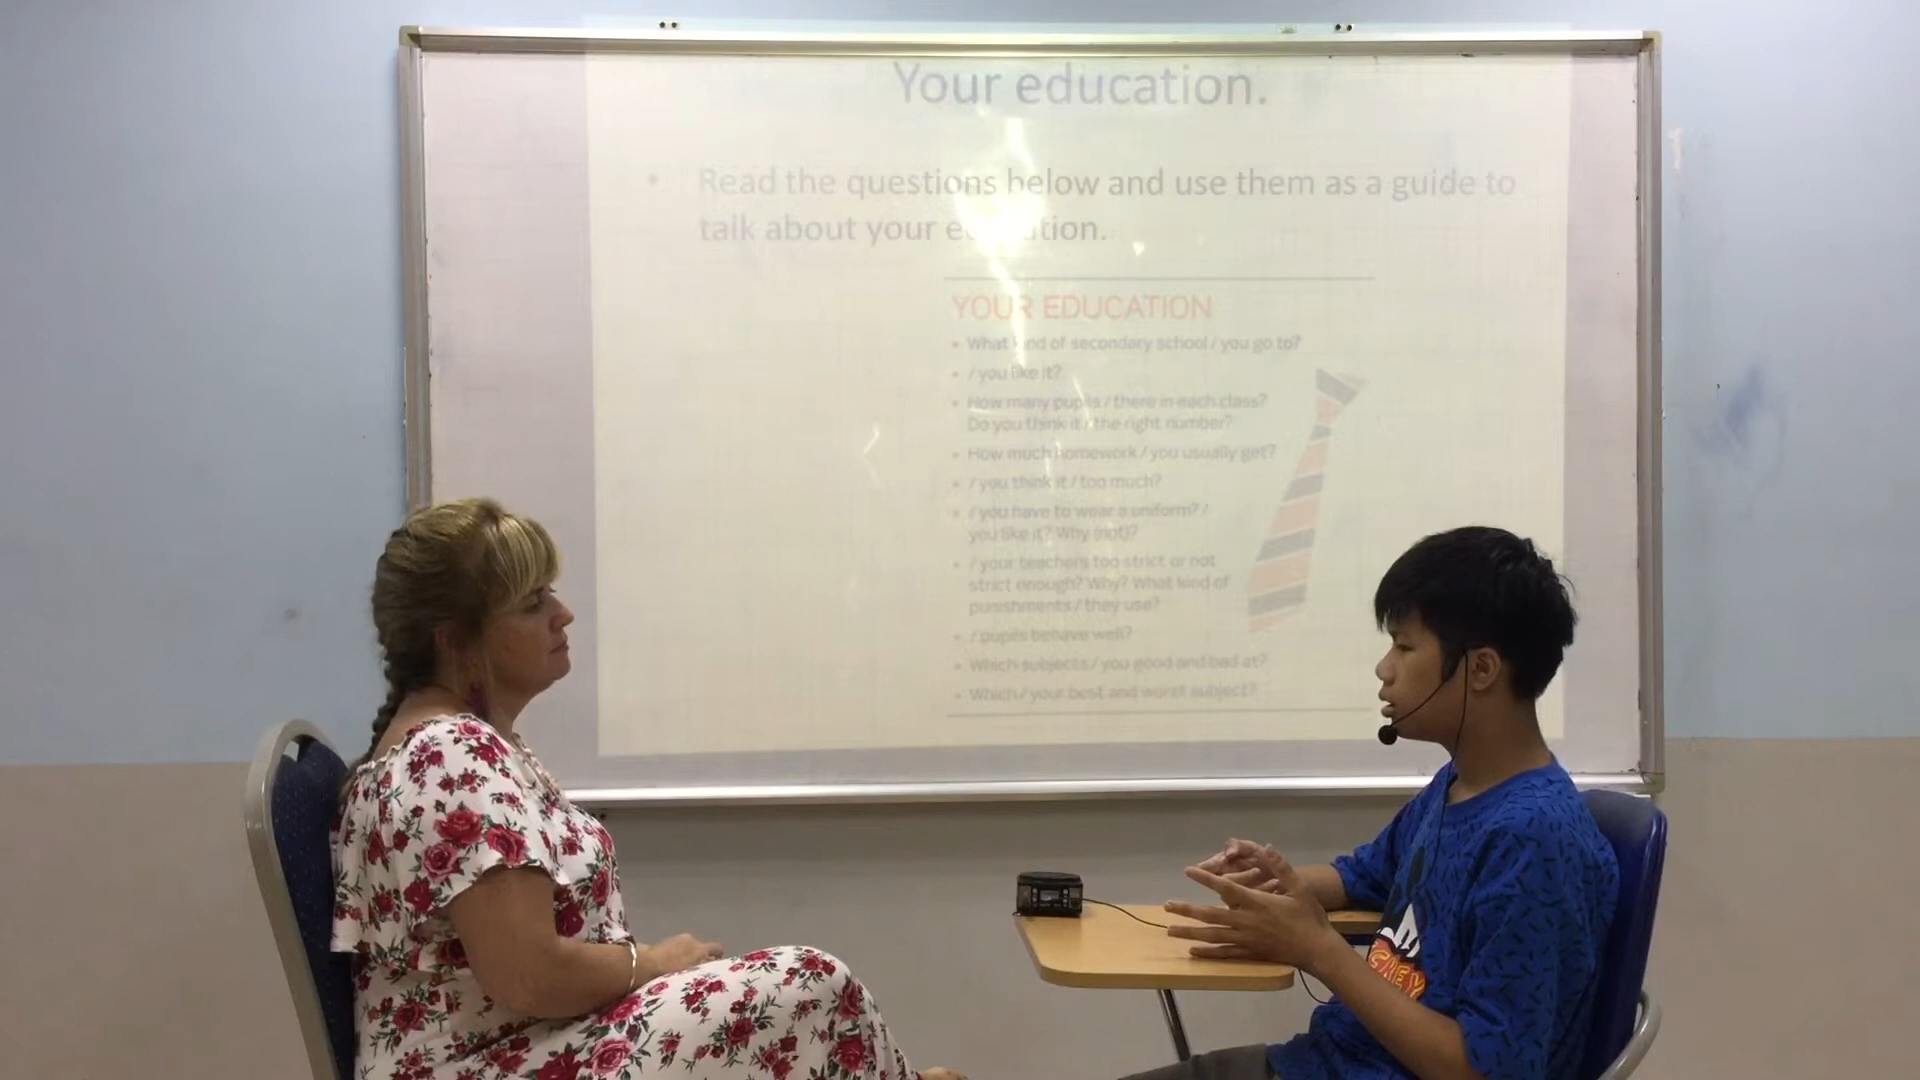 Your education.
• Read the questions below and use them as a guide to
talk about your education.
YOUR EDUCATION
• What kind of secondary school / you go to?
• / you like it?
• How many pupils / there in each class?
Do you think it / the right number?
• How much homework / you usually get?
• / you think it / too much?
• / you have to wear a uniform? /
you like it? Why (not)?
• / your teachers too strict or not
strict enough? Why? What kind of
punishments / they use?
• / pupils behave well?
• Which subjects / you good and bad at?
• Which / your best and worst subject?